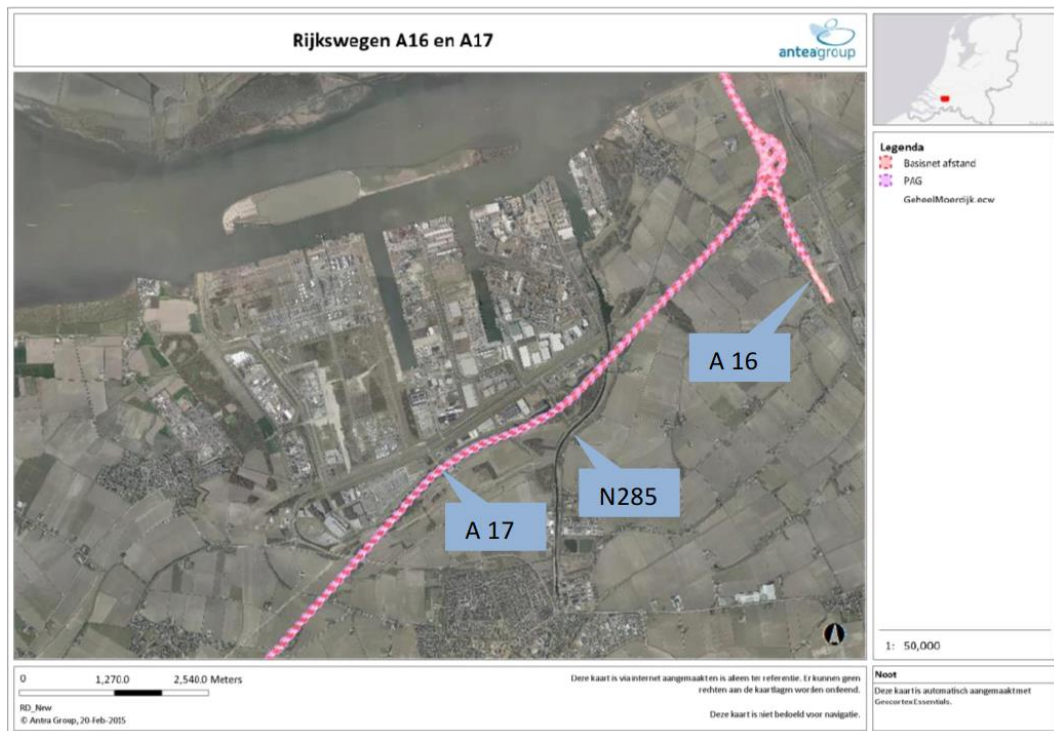 Rijkswegen A16 en A17
anteagroup
Legenda
Basisnet afstand
PAG
GeheelMoerdijk.ecw
A 16
N285
A 17
1: 50,000
0 1,270.0 2,540.0 Meters
RD_New
© Antea Group, 20-Feb-2015
Deze kaart is via internet aangemaakt en is alleen ter referentie. Er kunnen geen
rechten aan de kaartlagen worden ontleend.
Deze kaart is niet bedoeld voor navigatie.
Noot
Deze kaart is automatisch aangemaakt met
Geocortex Essentials.